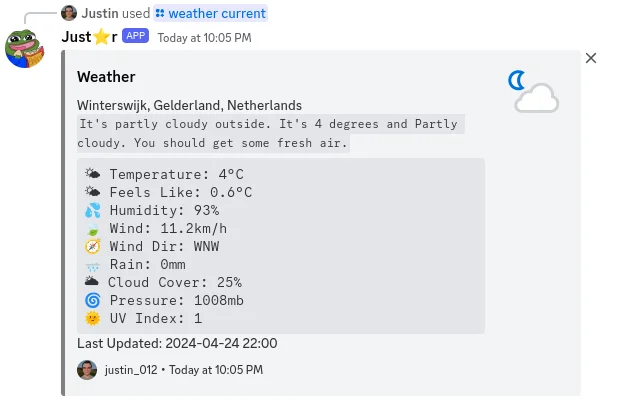 Justin used weather current
Just⭐r APP Today at 10:05 PM
Weather
Winterswijk, Gelderland, Netherlands
It's partly cloudy outside. It's 4 degrees and Partly
cloudy. You should get some fresh air.
🌤 Temperature: 4°C
🌤 Feels Like: 0.6°C
💦 Humidity: 93%
🍃 Wind: 11.2km/h
🧭 Wind Dir: WNW
🌧 Rain: 0mm
🌥 Cloud Cover: 25%
🌀 Pressure: 1008mb
🌞 UV Index: 1
Last Updated: 2024-04-24 22:00
justin_012 • Today at 10:05 PM